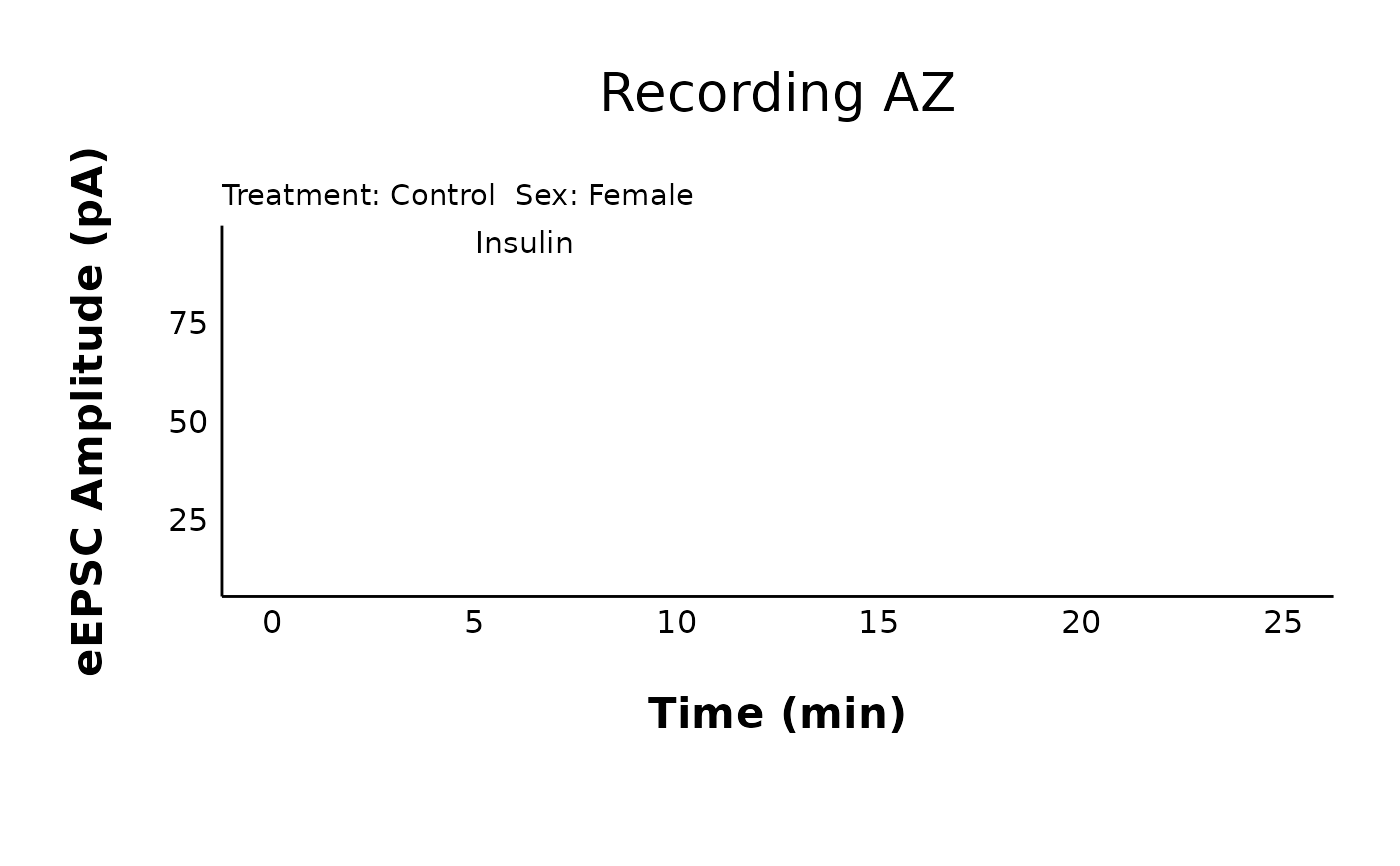 Recording AZ
Treatment: Control  Sex: Female
Insulin
eEPSC Amplitude (pA)
75
50
25
0 5 10 15 20 25
Time (min)